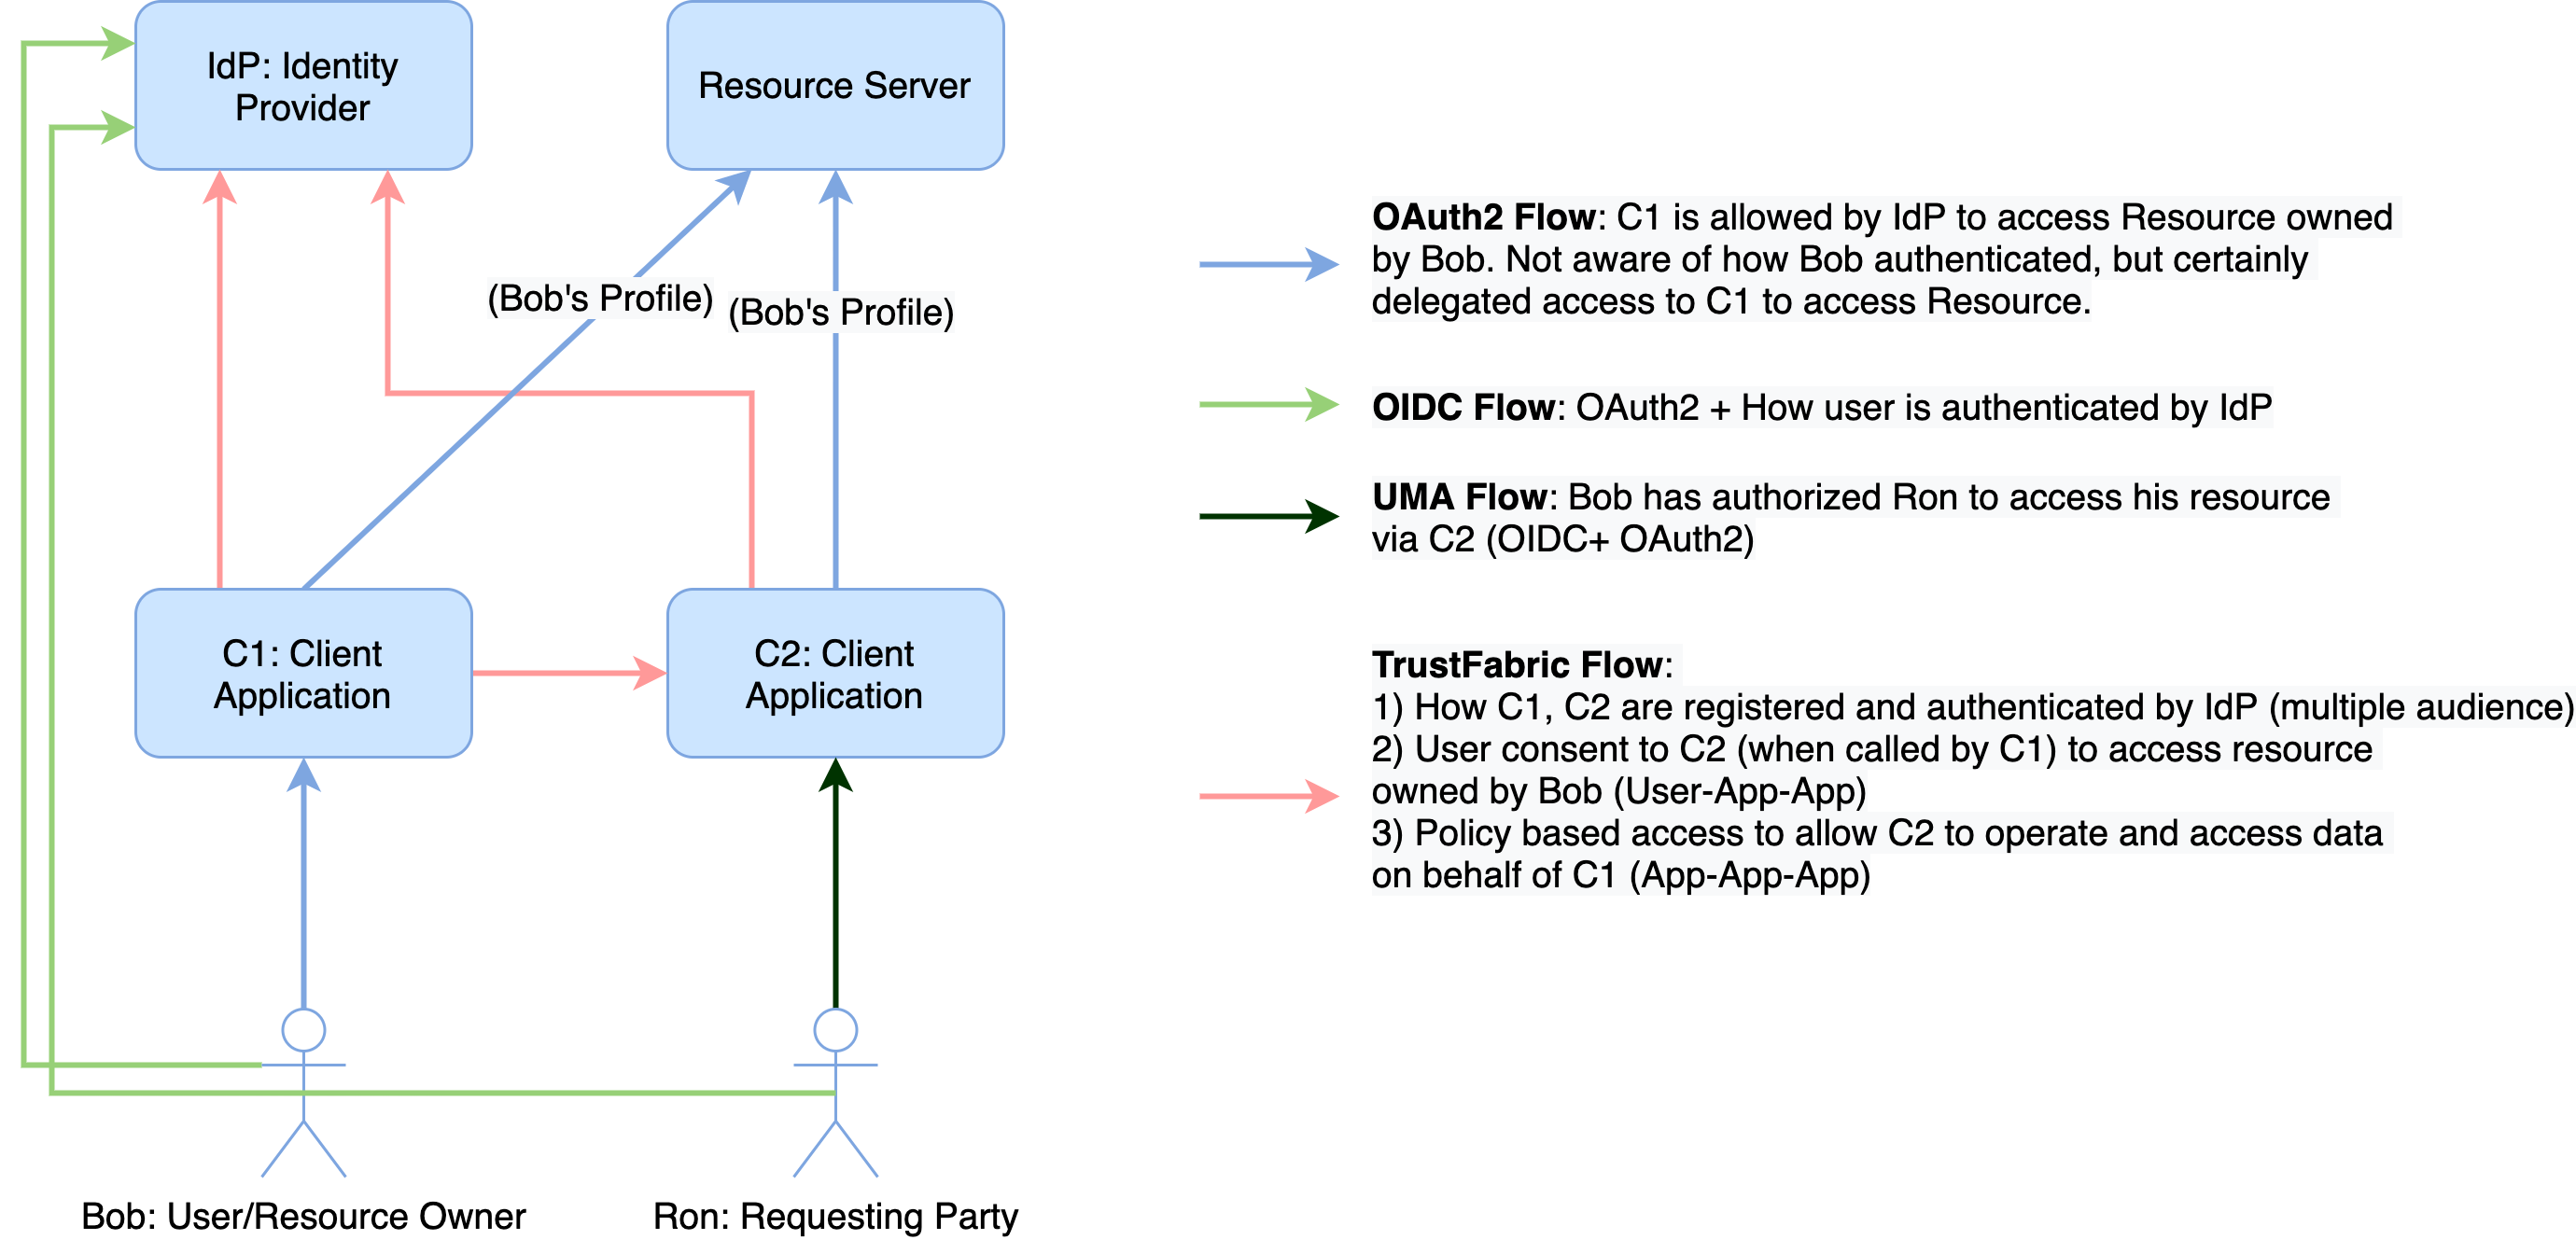 IdP: Identity
Provider
Resource Server
(Bob's Profile)
(Bob's Profile)
C1: Client
Application
C2: Client
Application
Bob: User/Resource Owner
Ron: Requesting Party
OAuth2 Flow: C1 is allowed by IdP to access Resource owned
by Bob. Not aware of how Bob authenticated, but certainly
delegated access to C1 to access Resource.
OIDC Flow: OAuth2 + How user is authenticated by IdP
UMA Flow: Bob has authorized Ron to access his resource
via C2 (OIDC+ OAuth2)
TrustFabric Flow:
1) How C1, C2 are registered and authenticated by IdP (multiple audience)
2) User consent to C2 (when called by C1) to access resource
owned by Bob (User-App-App)
3) Policy based access to allow C2 to operate and access data
on behalf of C1 (App-App-App)